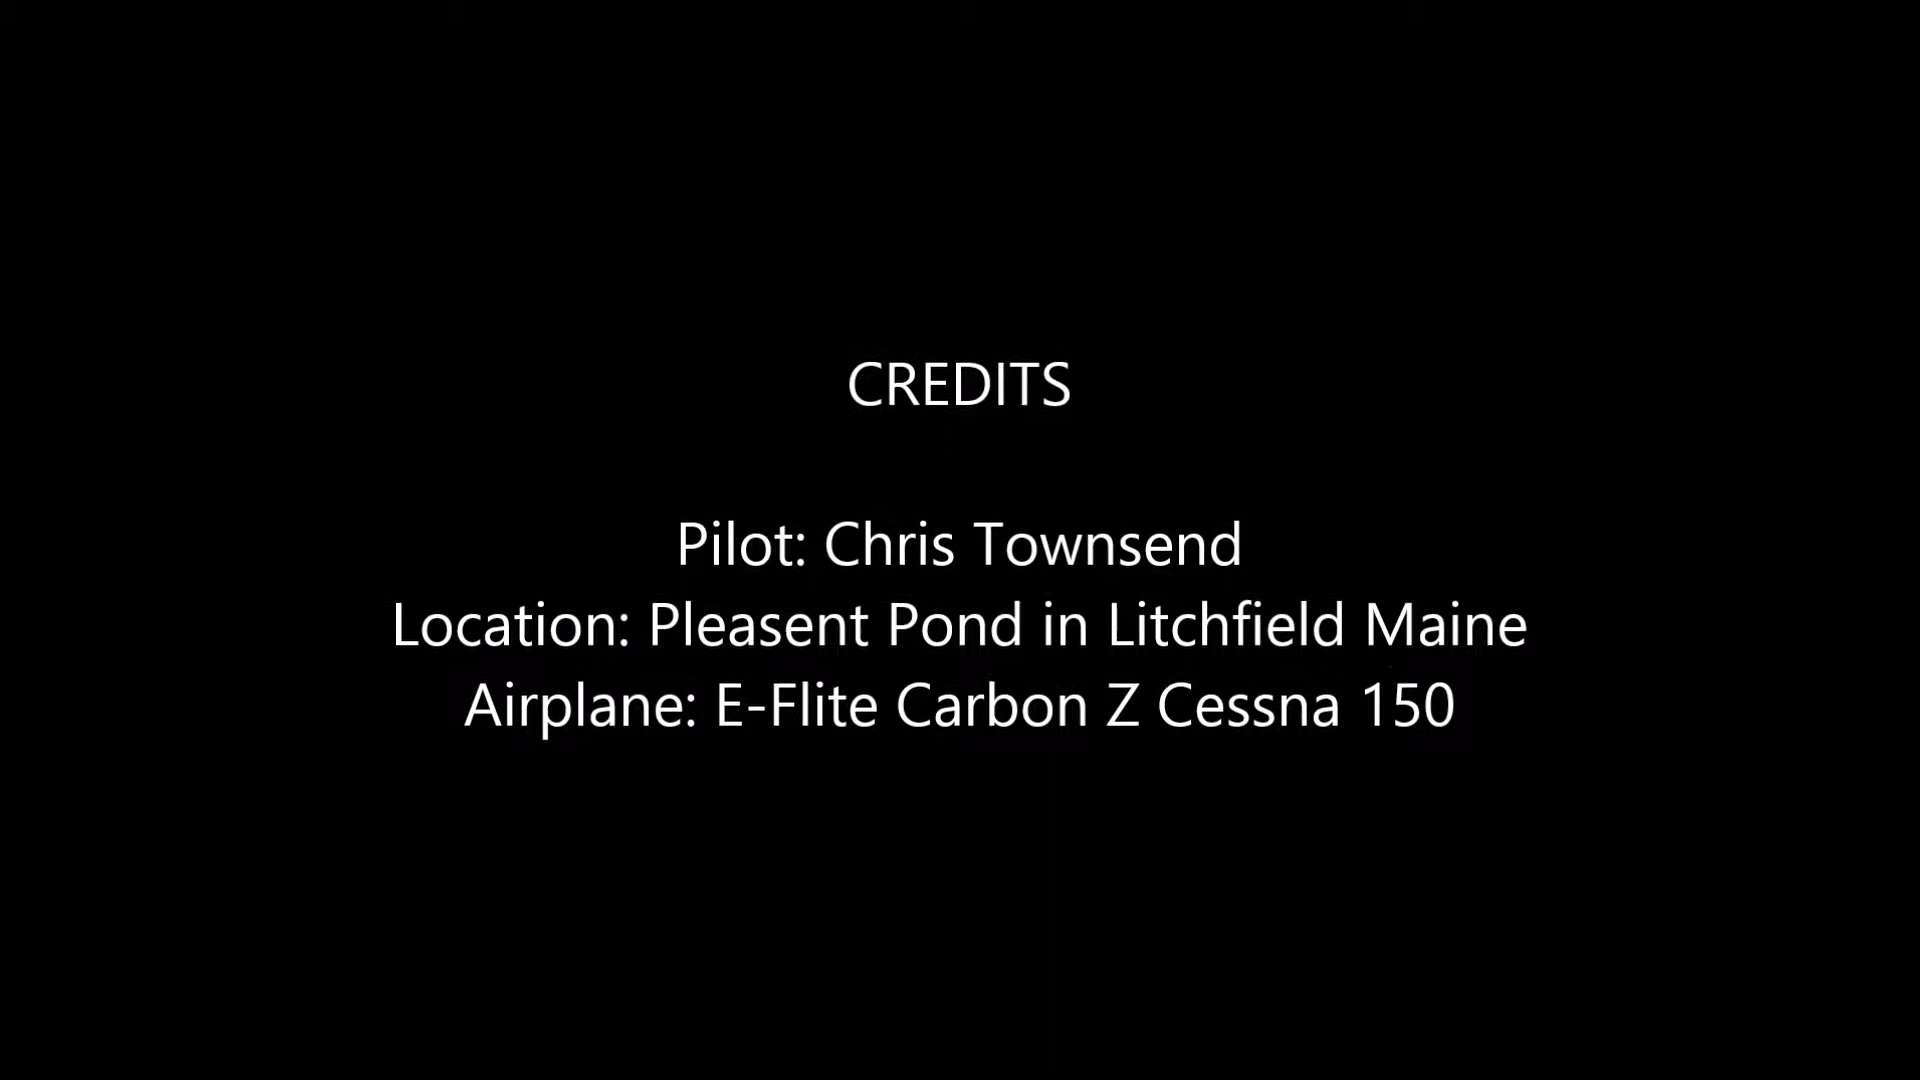 CREDITS
Pilot: Chris Townsend
Location: Pleasent Pond in Litchfield Maine
Airplane: E-Flite Carbon Z Cessna 150